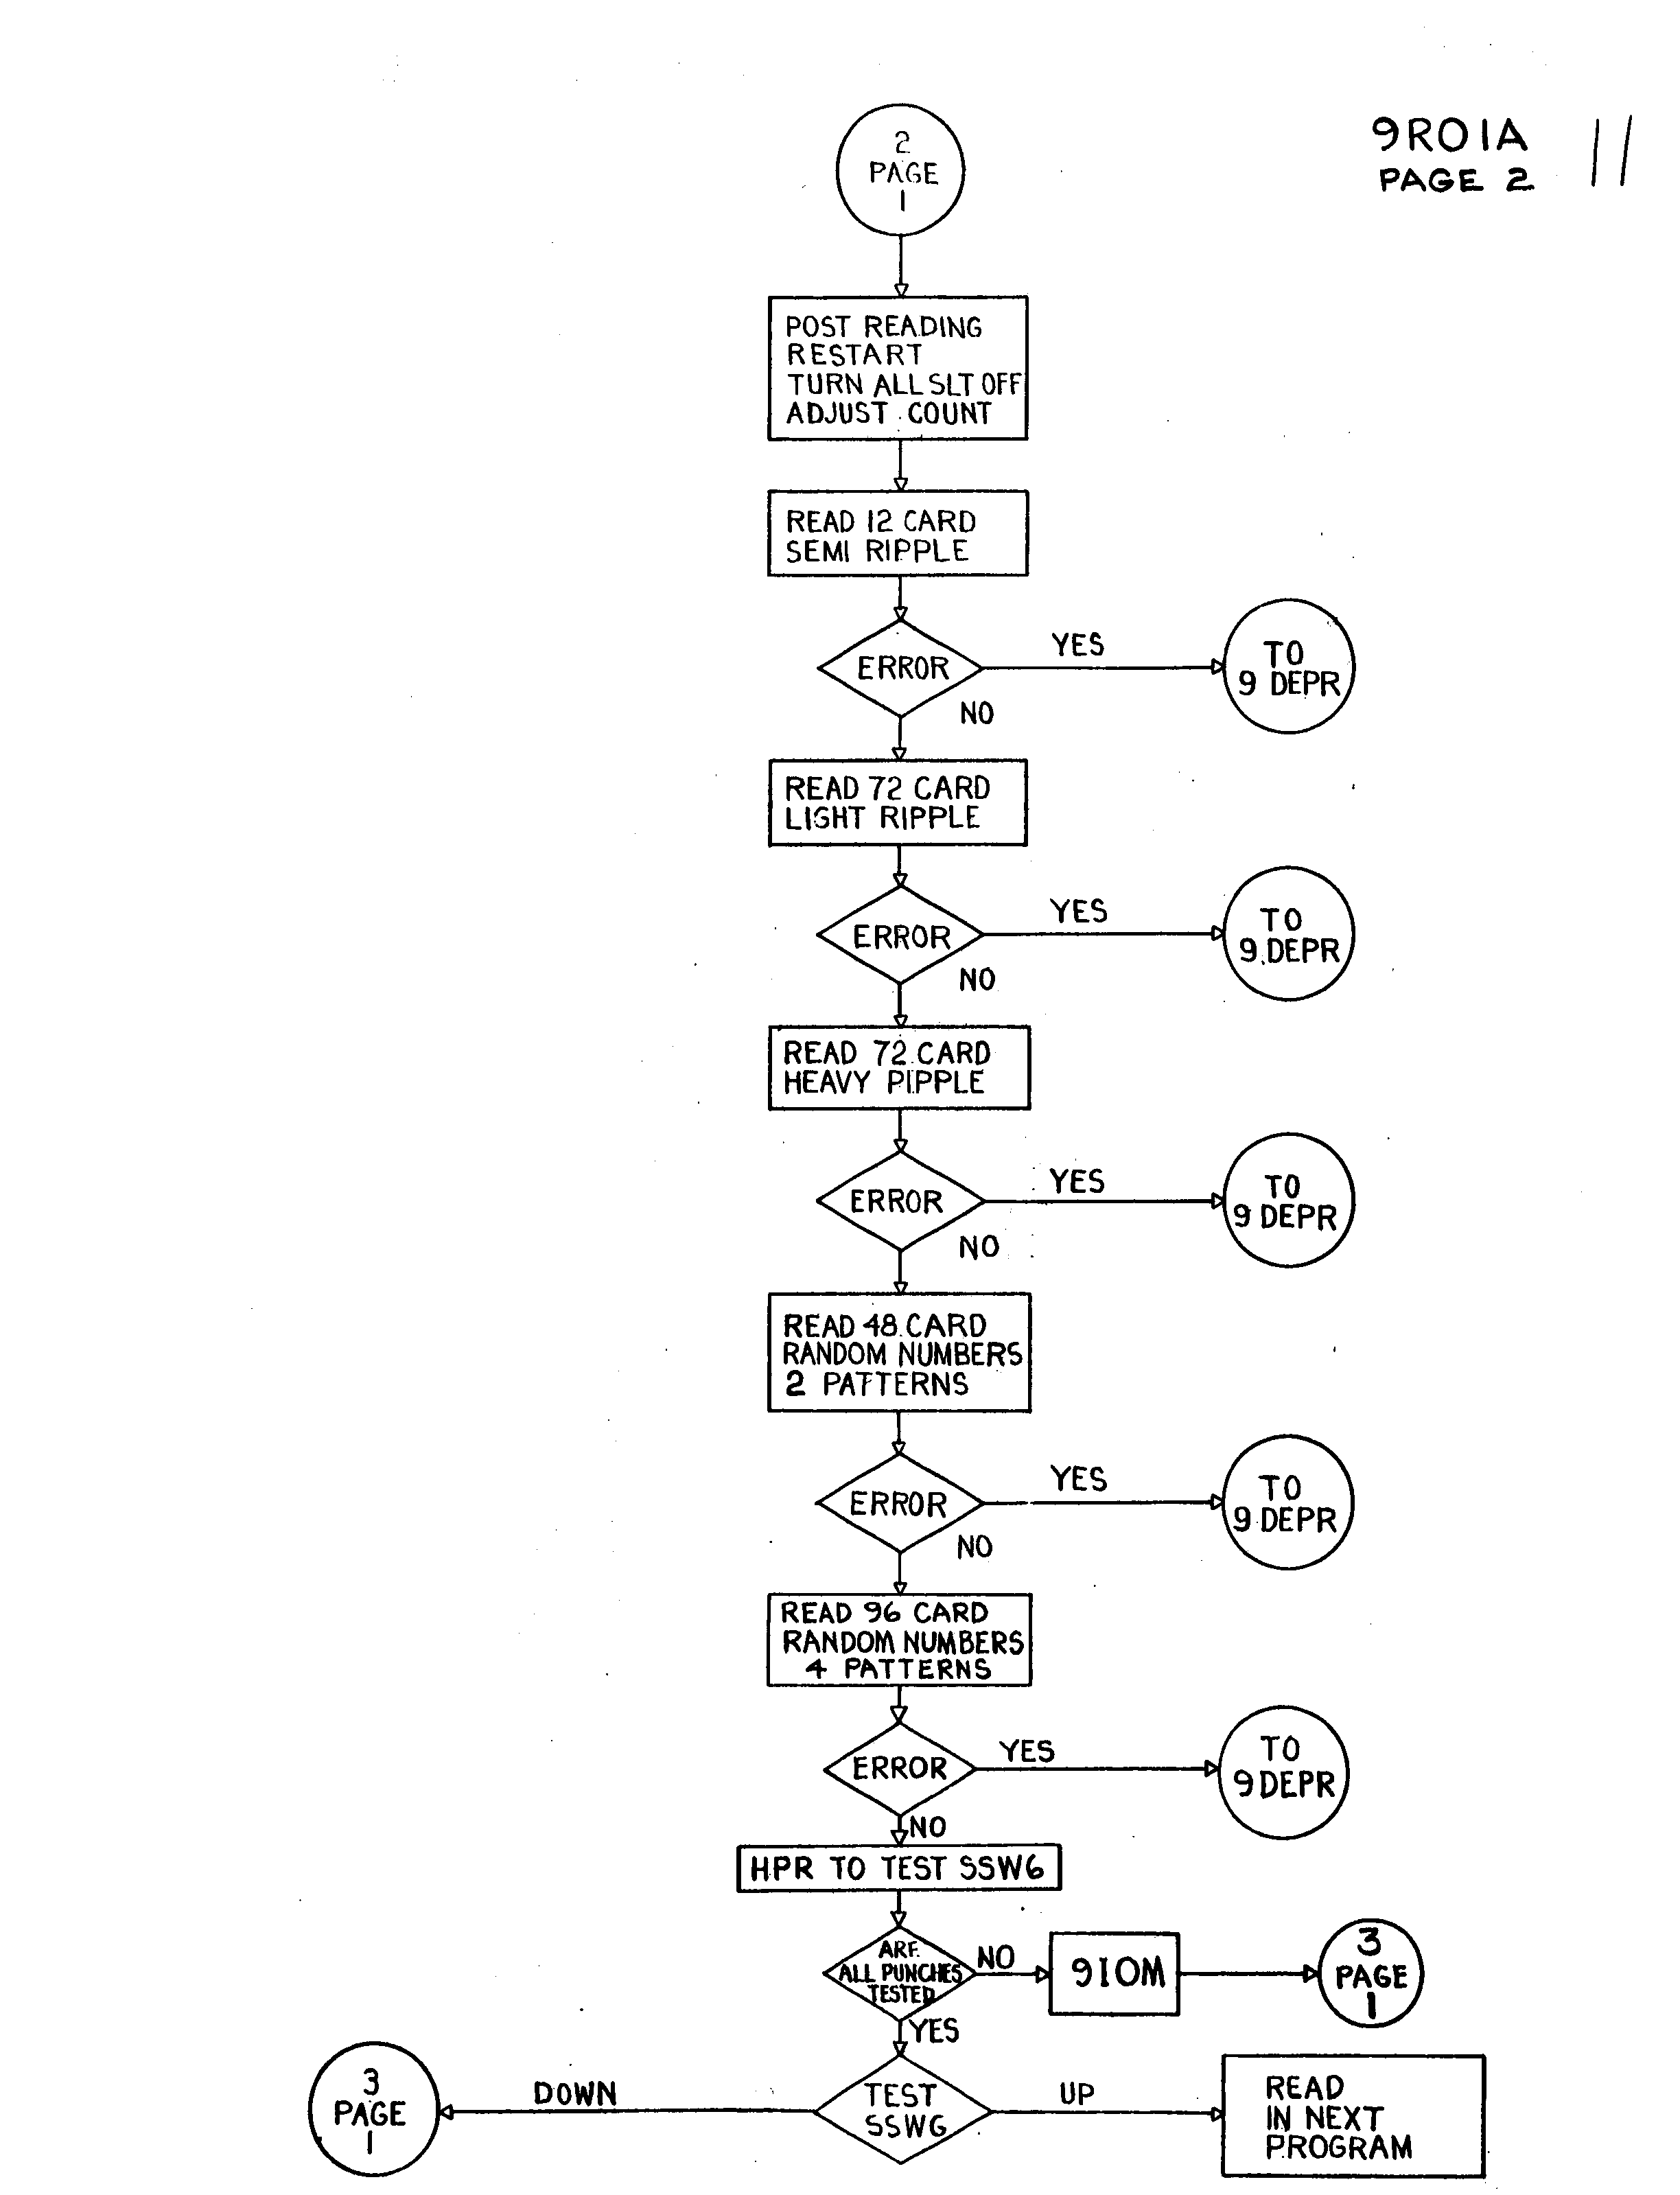 9R01A
PAGE 2
11
2
PAGE
1
POST READING
RESTART
TURN ALL SLT OFF
ADJUST COUNT
READ 12 CARD
SEMI RIPPLE
ERROR
YES
TO
9 DEPR
NO
READ 72 CARD
LIGHT RIPPLE
ERROR
YES
TO
9 DEPR
NO
READ 72 CARD
HEAVY PIPPLE
ERROR
YES
TO
9 DEPR
NO
READ 48 CARD
RANDOM NUMBERS
2 PATTERNS
ERROR
YES
TO
9 DEPR
NO
READ 96 CARD
RANDOM NUMBERS
4 PATTERNS
ERROR
YES
TO
9 DEPR
NO
HPR TO TEST SSW6
ARE
ALL PUNCHES
TESTED
NO
9IOM
3
PAGE
1
YES
TEST
SSWG
DOWN
3
PAGE
1
UP
READ
IN NEXT
PROGRAM